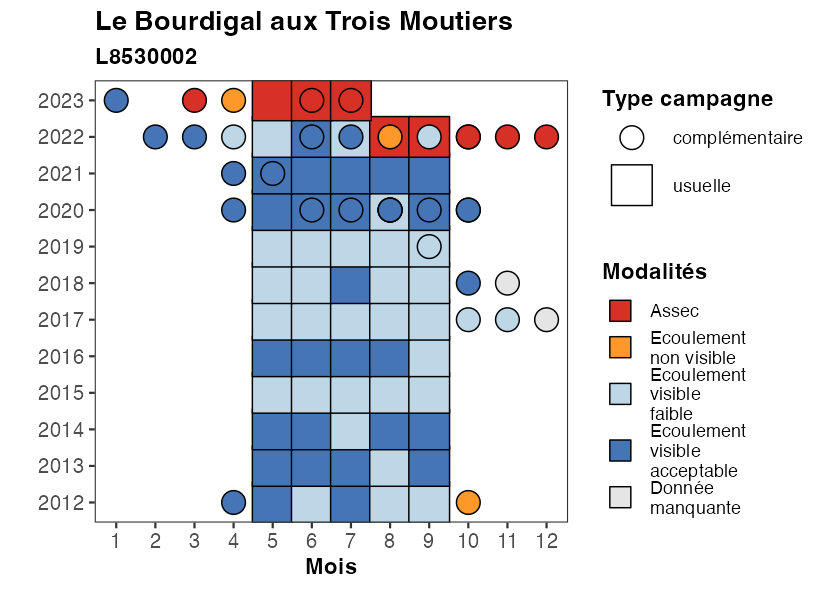 Le Bourdigal aux Trois Moutiers
L8530002
2023
2022
2021
2020
2019
2018
2017
2016
2015
2014
2013
2012
1 2 3 4 5 6 7 8 9 10 11 12
Mois
Type campagne
complémentaire
usuelle
Modalités
Assec
Ecoulement
non visible
Ecoulement
visible
faible
Ecoulement
visible
acceptable
Donnée
manquante